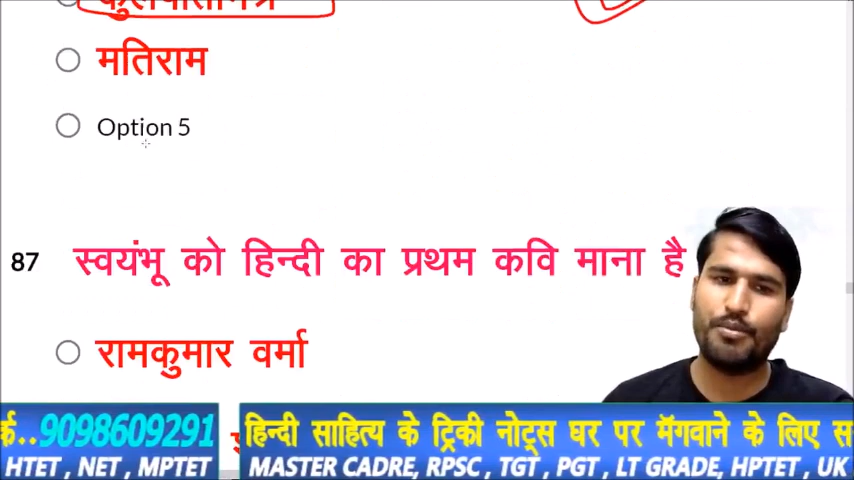 कुलपतिमिश्र
मतिराम
Option 5
87 स्वयंभू को हिन्दी का प्रथम कवि माना है
रामकुमार वर्मा
र्क..9098609291 हिन्दी साहित्य के ट्रिकी नोट्स घर पर मॅगवाने के लिए स
HTET , NET , MPTET MASTER CADRE, RPSC , TGT , PGT , LT GRADE, HPTET , UK